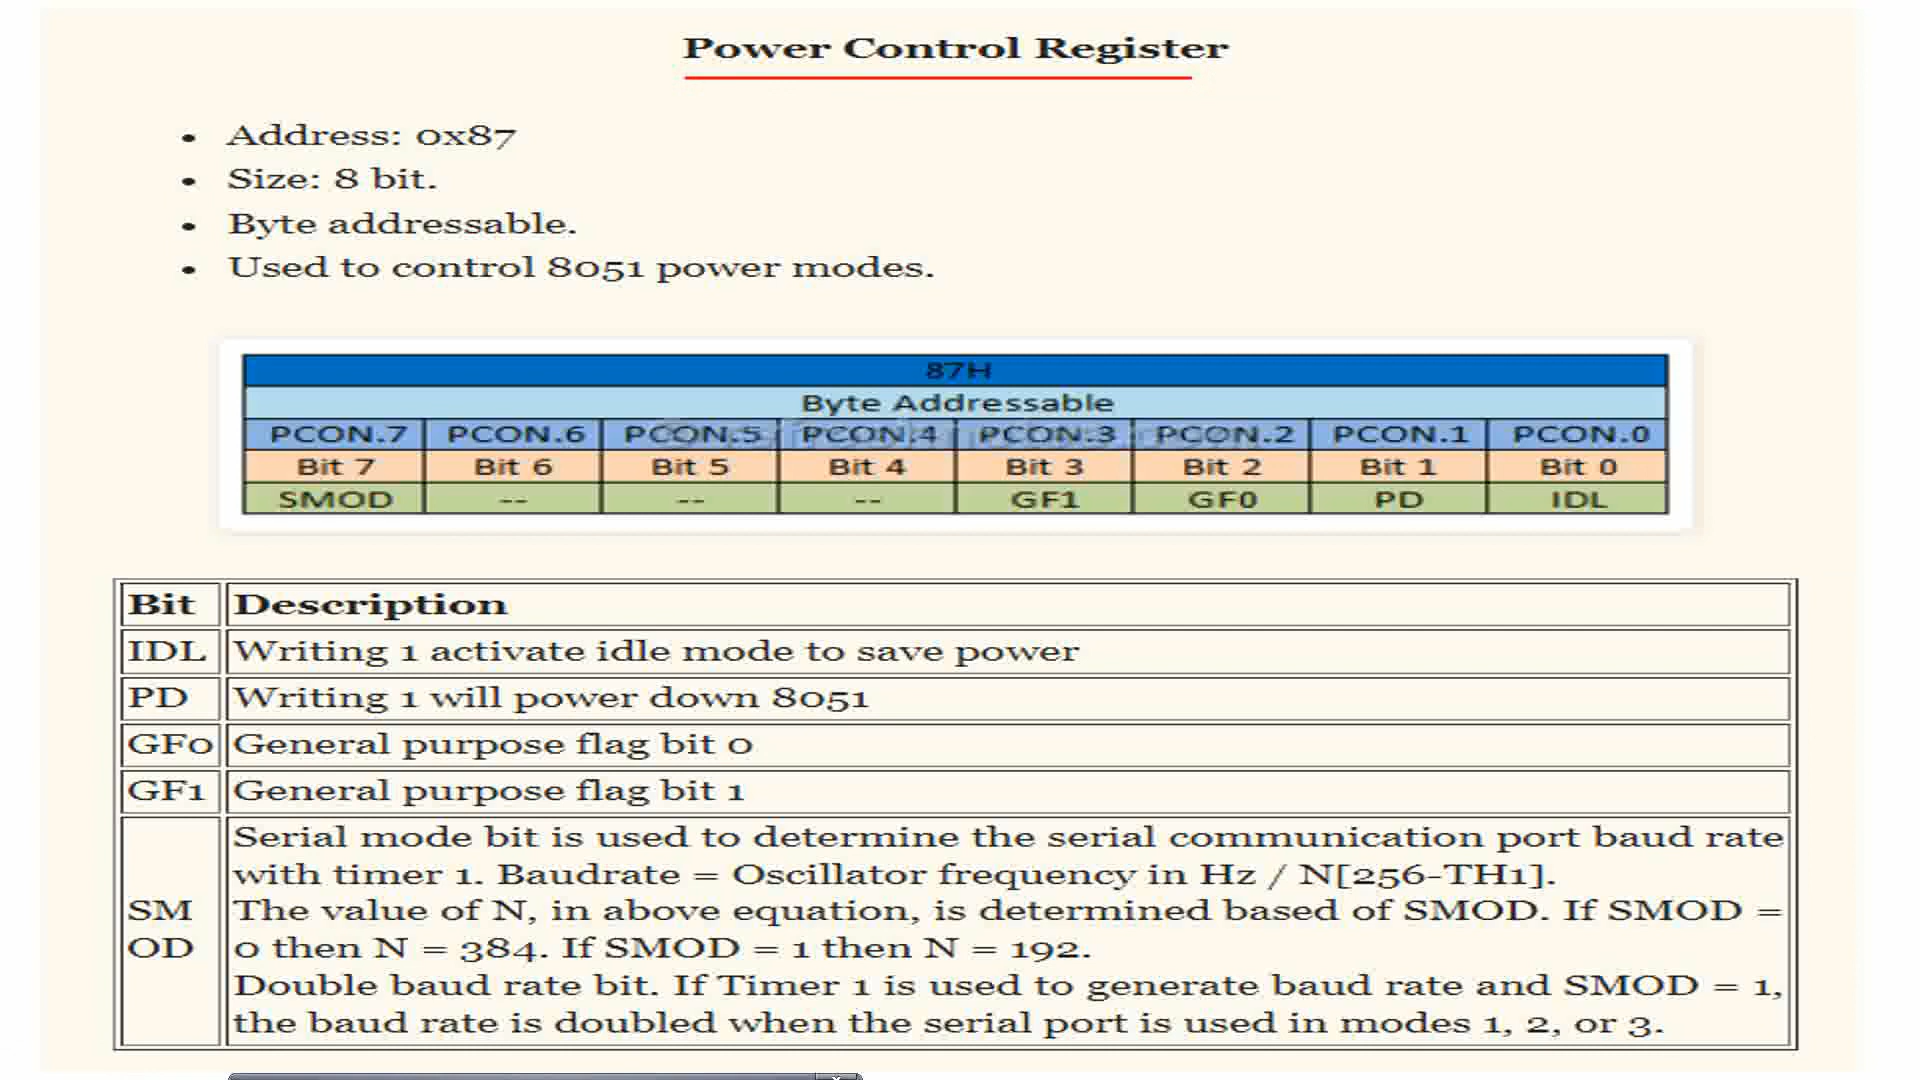 Power Control Register
• Address: 0x87
• Size: 8 bit.
• Byte addressable.
• Used to control 8051 power modes.
87H
Byte Addressable
PCON.7 PCON.6 PCON.5 PCON.4 PCON.3 PCON.2 PCON.1 PCON.0
Bit 7 Bit 6 Bit 5 Bit 4 Bit 3 Bit 2 Bit 1 Bit 0
SMOD -- -- -- GF1 GF0 PD IDL
Bit Description
IDL Writing 1 activate idle mode to save power
PD Writing 1 will power down 8051
GF0 General purpose flag bit 0
GF1 General purpose flag bit 1
SM
OD
Serial mode bit is used to determine the serial communication port baud rate
with timer 1. Baudrate = Oscillator frequency in Hz / N[256-TH1].
The value of N, in above equation, is determined based of SMOD. If SMOD =
0 then N = 384. If SMOD = 1 then N = 192.
Double baud rate bit. If Timer 1 is used to generate baud rate and SMOD = 1,
the baud rate is doubled when the serial port is used in modes 1, 2, or 3.